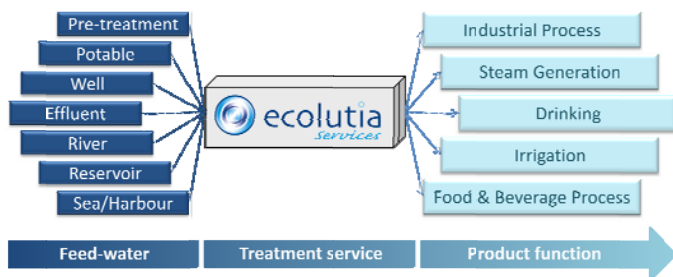 Pre-treatment
Potable
Well
Effluent
River
Reservoir
Sea/Harbour
ecolutia
Services
Industrial Process
Steam Generation
Drinking
Irrigation
Food & Beverage Process
Feed-water
Treatment service
Product function